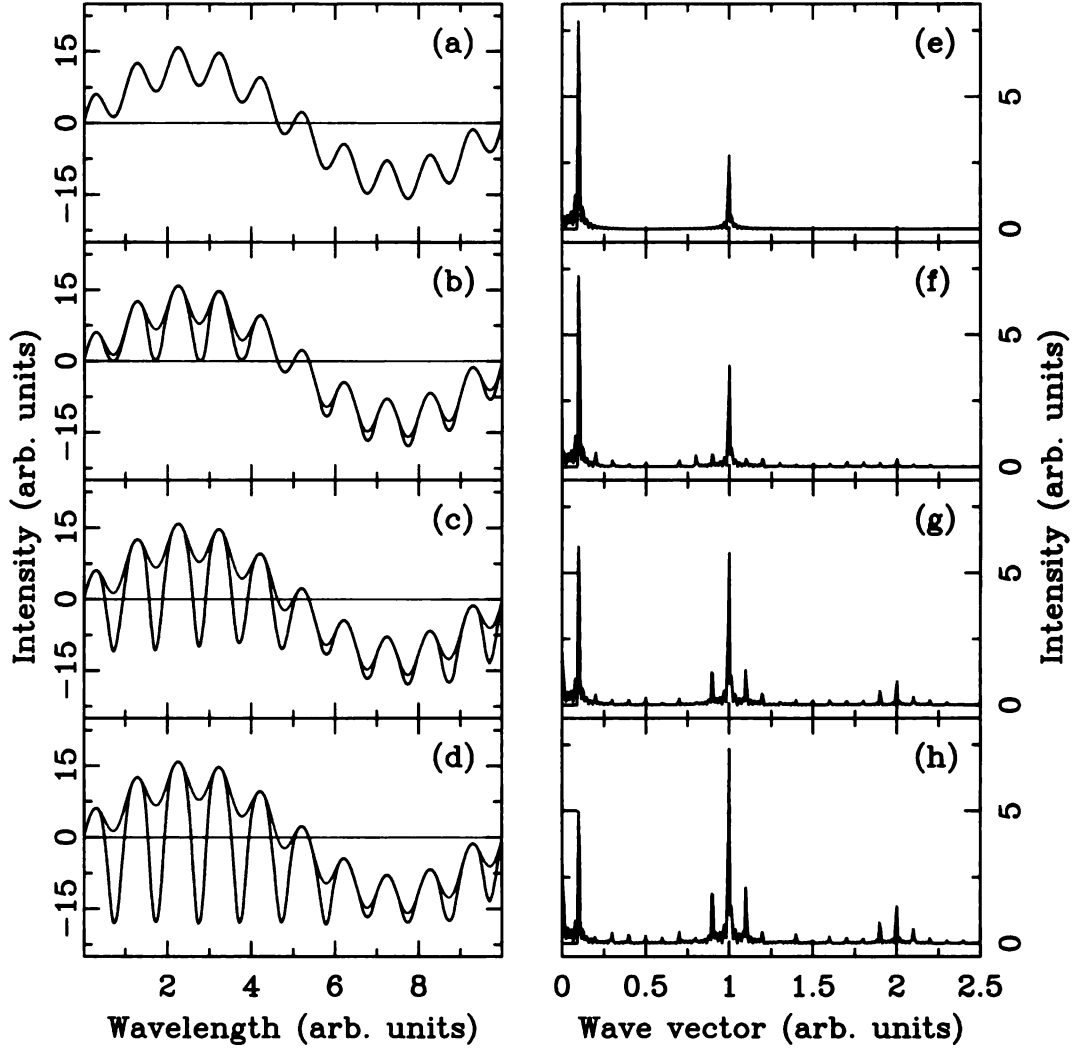 (a)
15
0
−15
(b)
15
0
−15
(c)
15
0
−15
(d)
15
0
−15
2 4 6 8
Wavelength (arb. units)
Intensity (arb. units)
(e)
5
0
(f)
5
0
(g)
5
0
(h)
5
0
0 0.5 1 1.5 2 2.5
Wave vector (arb. units)
Intensity (arb. units)